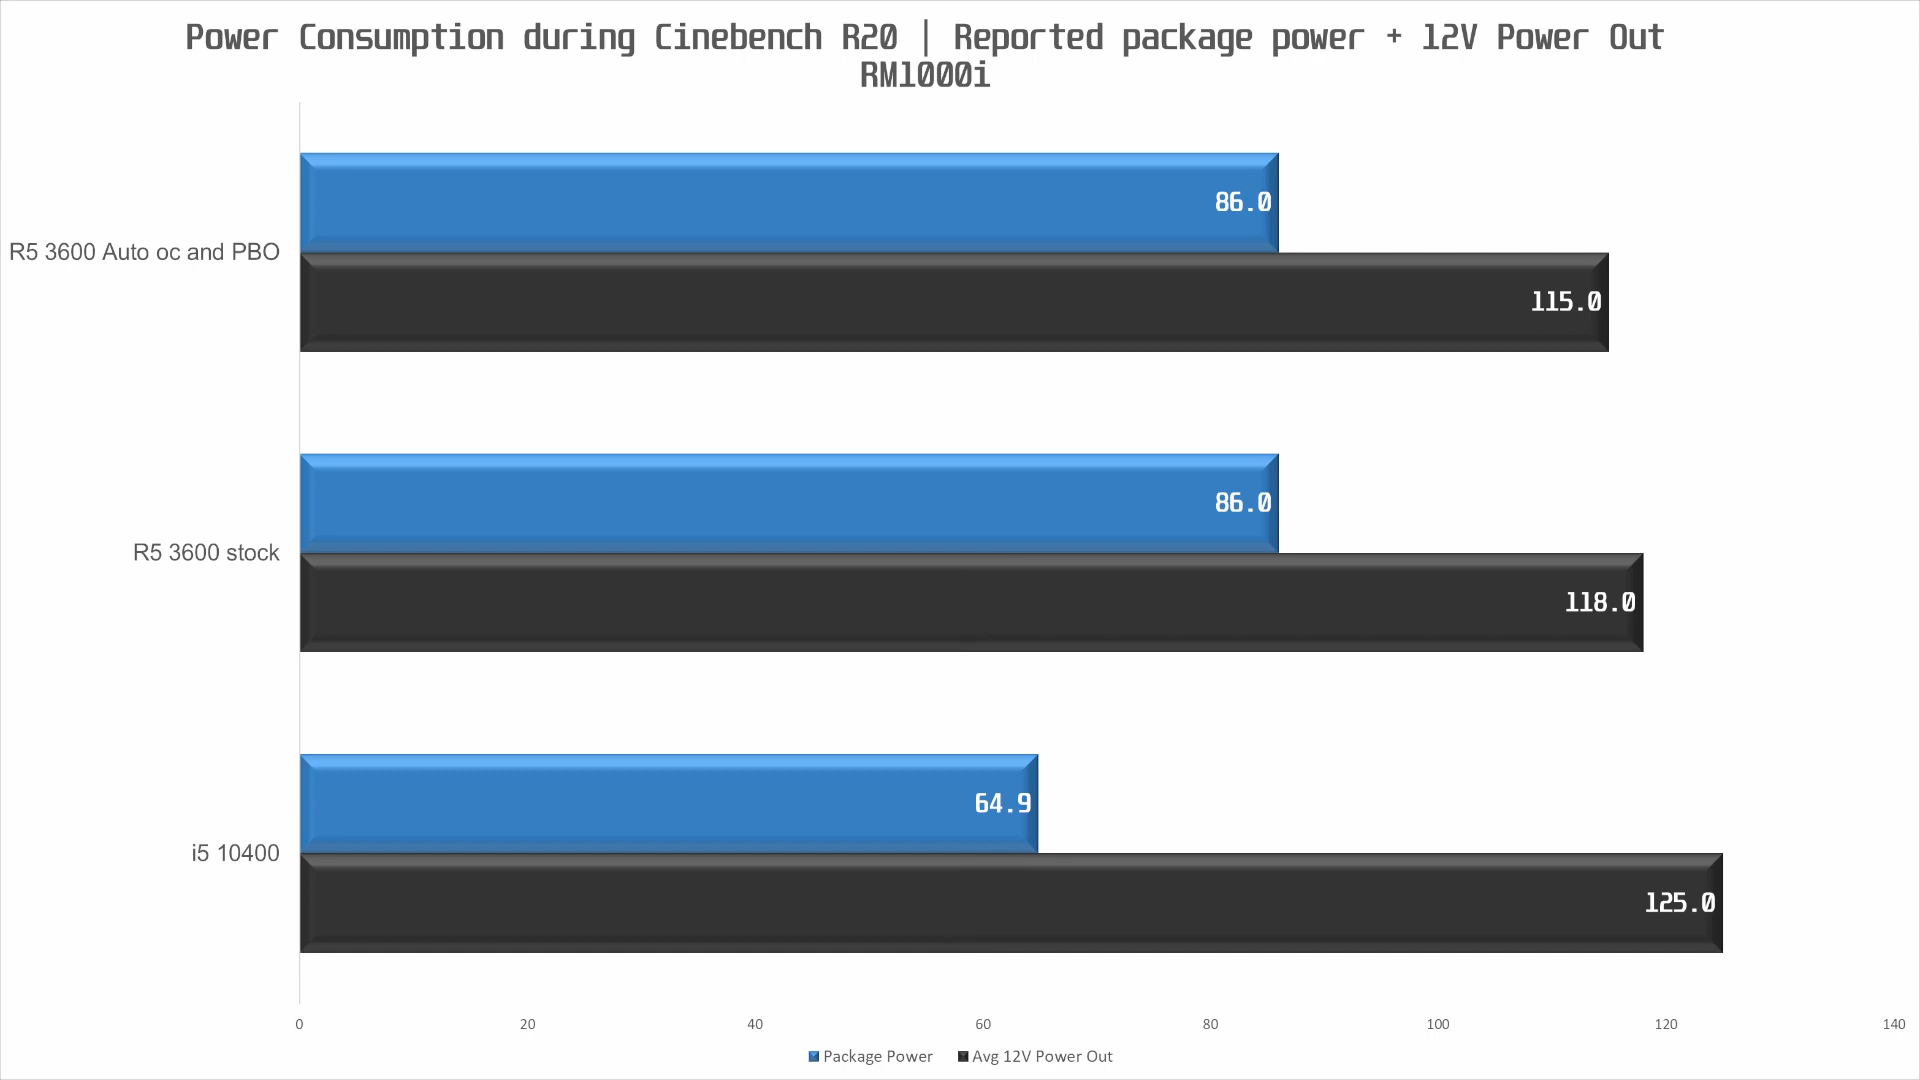 Power Consumption during Cinebench R20 | Reported package power + 12V Power Out
RM1000i
86.0
R5 3600 Auto oc and PBO
115.0
86.0
R5 3600 stock
118.0
64.9
i5 10400
125.0
0 20 40 60 80 100 120 140
Package Power Avg 12V Power Out